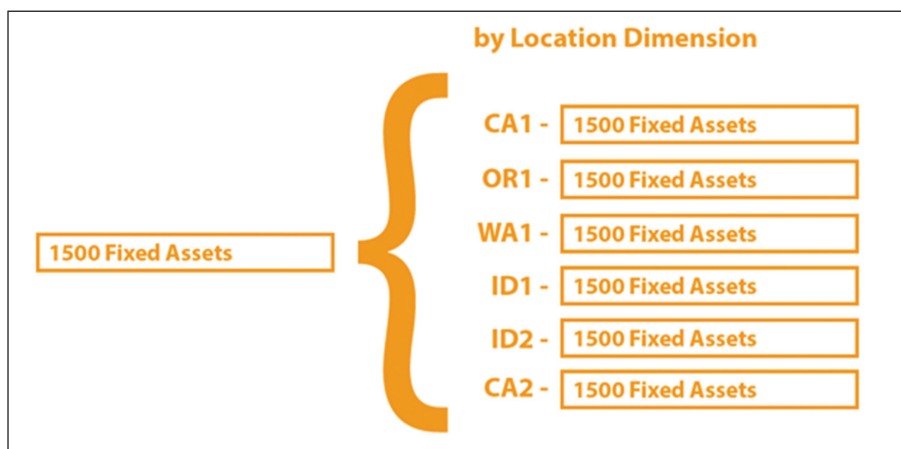 by Location Dimension
CA1 - 1500 Fixed Assets
OR1 - 1500 Fixed Assets
WA1 - 1500 Fixed Assets
1500 Fixed Assets
ID1 - 1500 Fixed Assets
ID2 - 1500 Fixed Assets
CA2 - 1500 Fixed Assets